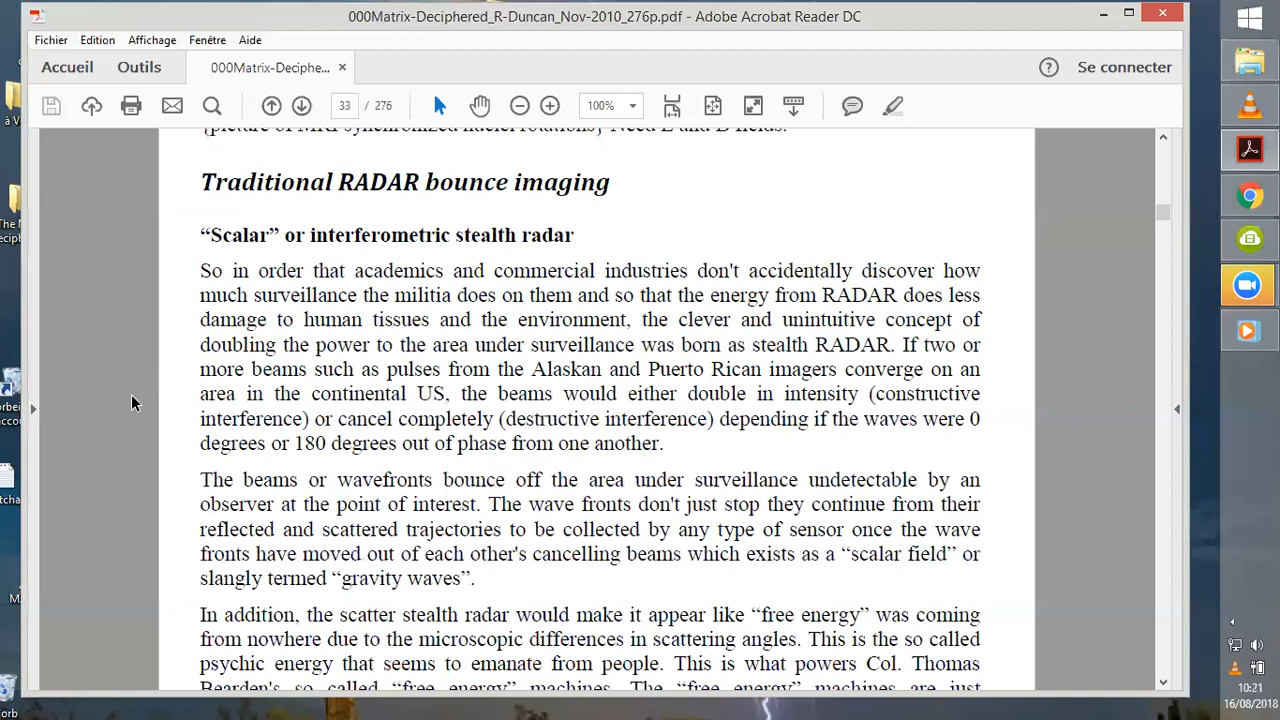 000Matrix-Deciphered_R-Duncan_Nov-2010_276p.pdf - Adobe Acrobat Reader DC
Fichier Edition Affichage Fenêtre Aide
Accueil Outils 000Matrix-Deciphe... Se connecter
33 / 276 100%
Traditional RADAR bounce imaging
“Scalar” or interferometric stealth radar
So in order that academics and commercial industries don't accidentally discover how
much surveillance the militia does on them and so that the energy from RADAR does less
damage to human tissues and the environment, the clever and unintuitive concept of
doubling the power to the area under surveillance was born as stealth RADAR. If two or
more beams such as pulses from the Alaskan and Puerto Rican imagers converge on an
area in the continental US, the beams would either double in intensity (constructive
interference) or cancel completely (destructive interference) depending if the waves were 0
degrees or 180 degrees out of phase from one another.
The beams or wavefronts bounce off the area under surveillance undetectable by an
observer at the point of interest. The wave fronts don't just stop they continue from their
reflected and scattered trajectories to be collected by any type of sensor once the wave
fronts have moved out of each other's cancelling beams which exists as a “scalar field” or
slangly termed “gravity waves”.
In addition, the scatter stealth radar would make it appear like “free energy” was coming
from nowhere due to the microscopic differences in scattering angles. This is the so called
psychic energy that seems to emanate from people. This is what powers Col. Thomas
Bearden's so called “free energy” machines. The “free energy” machines are just
10:21
16/08/2018